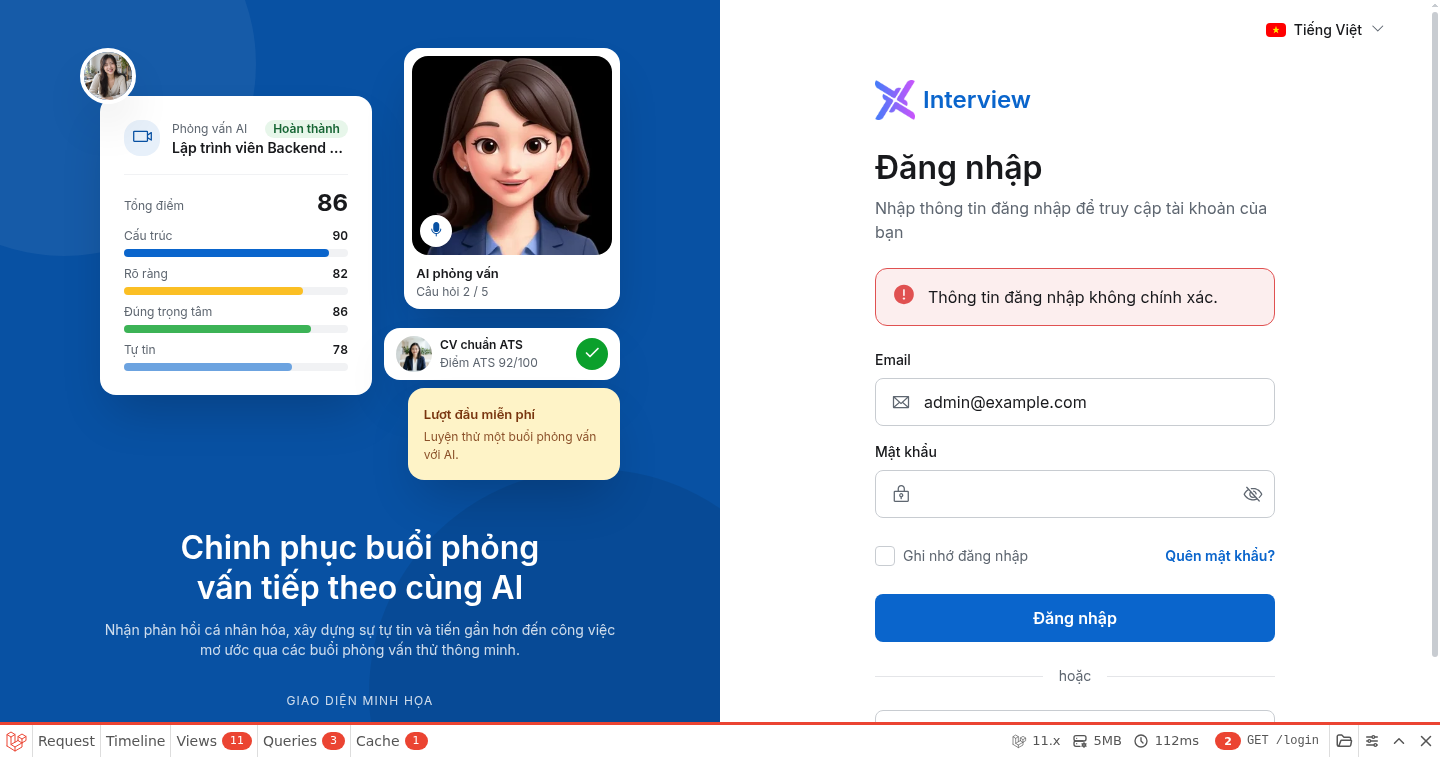 Phỏng vấn AI
Hoàn thành
Lập trình viên Backend ...
Tổng điểm
86
Cấu trúc
90
Rõ ràng
82
Đúng trọng tâm
86
Tự tin
78
AI phỏng vấn
Câu hỏi 2 / 5
CV chuẩn ATS
Điểm ATS 92/100
Lượt đầu miễn phí
Luyện thử một buổi phỏng vấn
với AI.
Chinh phục buổi phỏng
vấn tiếp theo cùng AI
Nhận phản hồi cá nhân hóa, xây dựng sự tự tin và tiến gần hơn đến công việc
mơ ước qua các buổi phỏng vấn thử thông minh.
GIAO DIỆN MINH HỌA
Tiếng Việt
Interview
Đăng nhập
Nhập thông tin đăng nhập để truy cập tài khoản của
bạn
Thông tin đăng nhập không chính xác.
Email
admin@example.com
Mật khẩu
Ghi nhớ đăng nhập
Quên mật khẩu?
Đăng nhập
hoặc
Request
Timeline
Views 11
Queries 3
Cache 1
11.x
5MB
112ms
2 GET /login